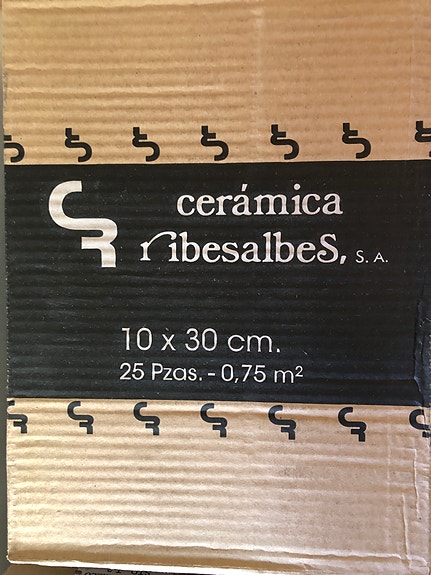 cerámica
ribesalbes, S. A.
10 x 30 cm.
25 Pzas. - 0,75 m²